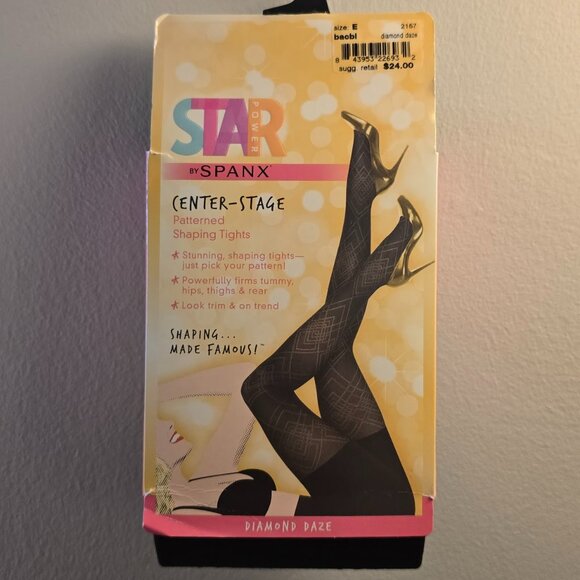 size: E 2157
bacbl diamond daze
8 43953 22693 2
sugg. retail $24.00
STAR
POWER
BY SPANX®
CENTER-STAGE
Patterned
Shaping Tights
★ Stunning, shaping tights—
just pick your pattern!
★ Powerfully firms tummy,
hips, thighs & rear
★ Look trim & on trend
SHAPING...
MADE FAMOUS!™
DIAMOND DAZE